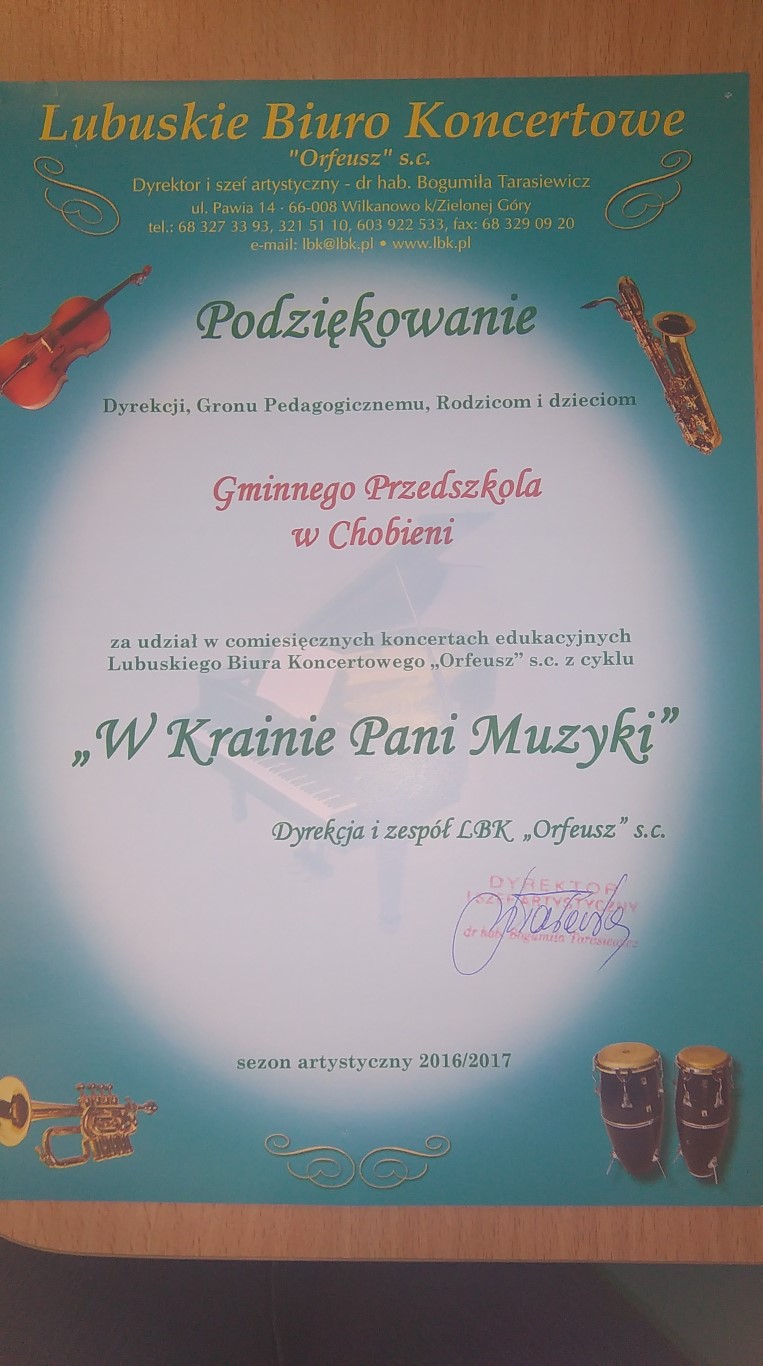 Lubuskie Biuro Koncertowe
"Orfeusz" s.c.
Dyrektor i szef artystyczny - dr hab. Bogumiła Tarasiewicz
ul. Pawia 14 · 66-008 Wilkanowo k/Zielonej Góry
tel.: 68 327 33 93, 321 51 10, 603 922 533, fax: 68 329 09 20
e-mail: lbk@lbk.pl • www.lbk.pl
Podziękowanie
Dyrekcji, Gronu Pedagogicznemu, Rodzicom i dzieciom
Gminnego Przedszkola
w Chobieni
za udział w comiesięcznych koncertach edukacyjnych
Lubuskiego Biura Koncertowego „Orfeusz” s.c. z cyklu
„W Krainie Pani Muzyki”
Dyrekcja i zespół LBK „Orfeusz” s.c.
DYREKTOR
I SZEF ARTYSTYCZNY
dr hab. Bogumiła Tarasiewicz
sezon artystyczny 2016/2017